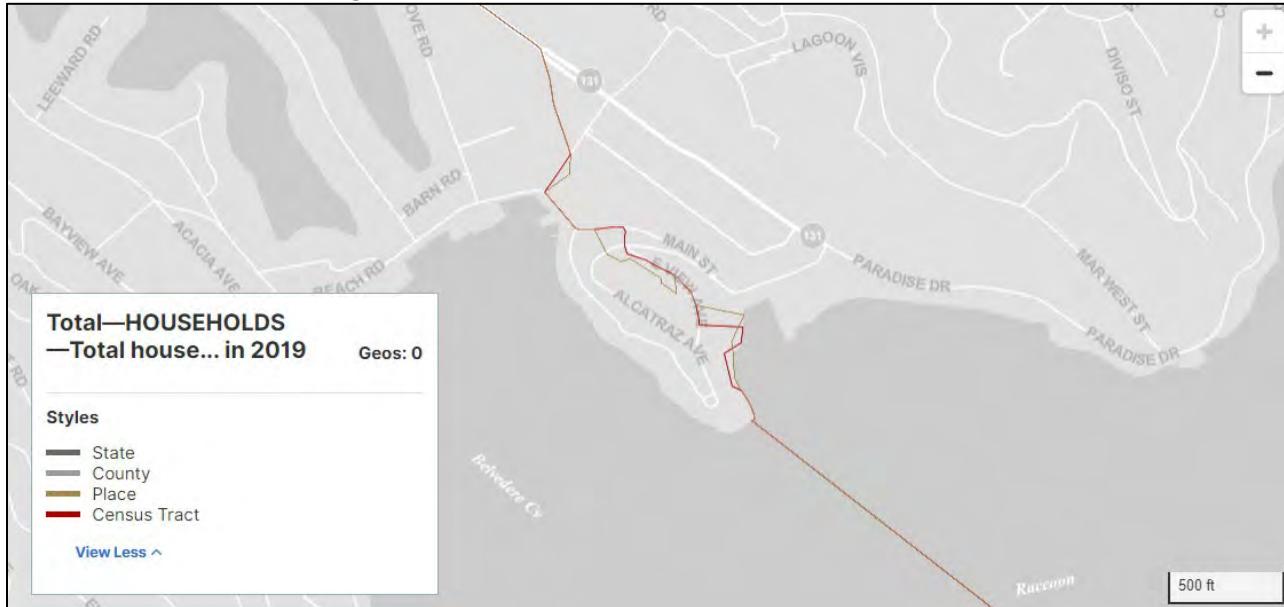 LEEWARD RD
RD
LAGOON VIS
DIVISO ST
+
−
131
BARN RD
BAYVIEW AVE
ACACIA AVE
BEACH RD
MAIN ST
ALCATRAZ AVE
131
PARADISE DR
MAR WEST ST
PARADISE DR
Total—HOUSEHOLDS
—Total house... in 2019 Geos: 0
Styles
State
County
Place
Census Tract
View Less
Belvedere Cv
Raccoon
500 ft